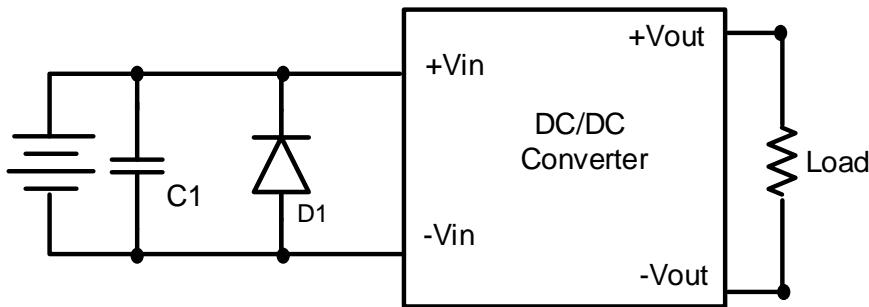 +Vout
+Vin
DC/DC
Converter
Load
C1
D1
-Vin
-Vout